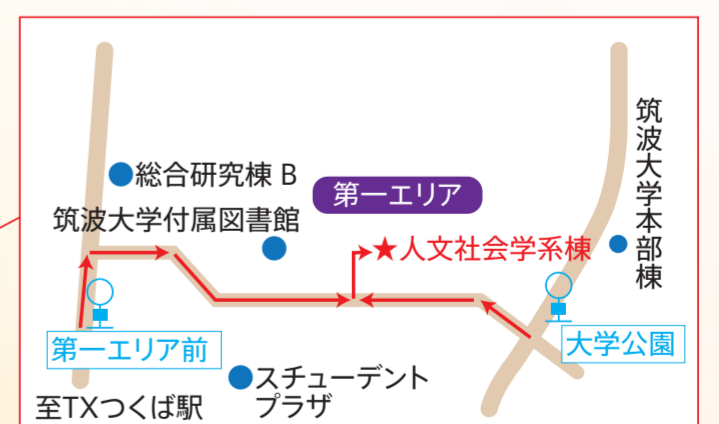 総合研究棟 B
第一エリア
筑波大学付属図書館
★人文社会学系棟
筑波大学本部棟
第一エリア前
大学公園
スチューデント
プラザ
至TXつくば駅